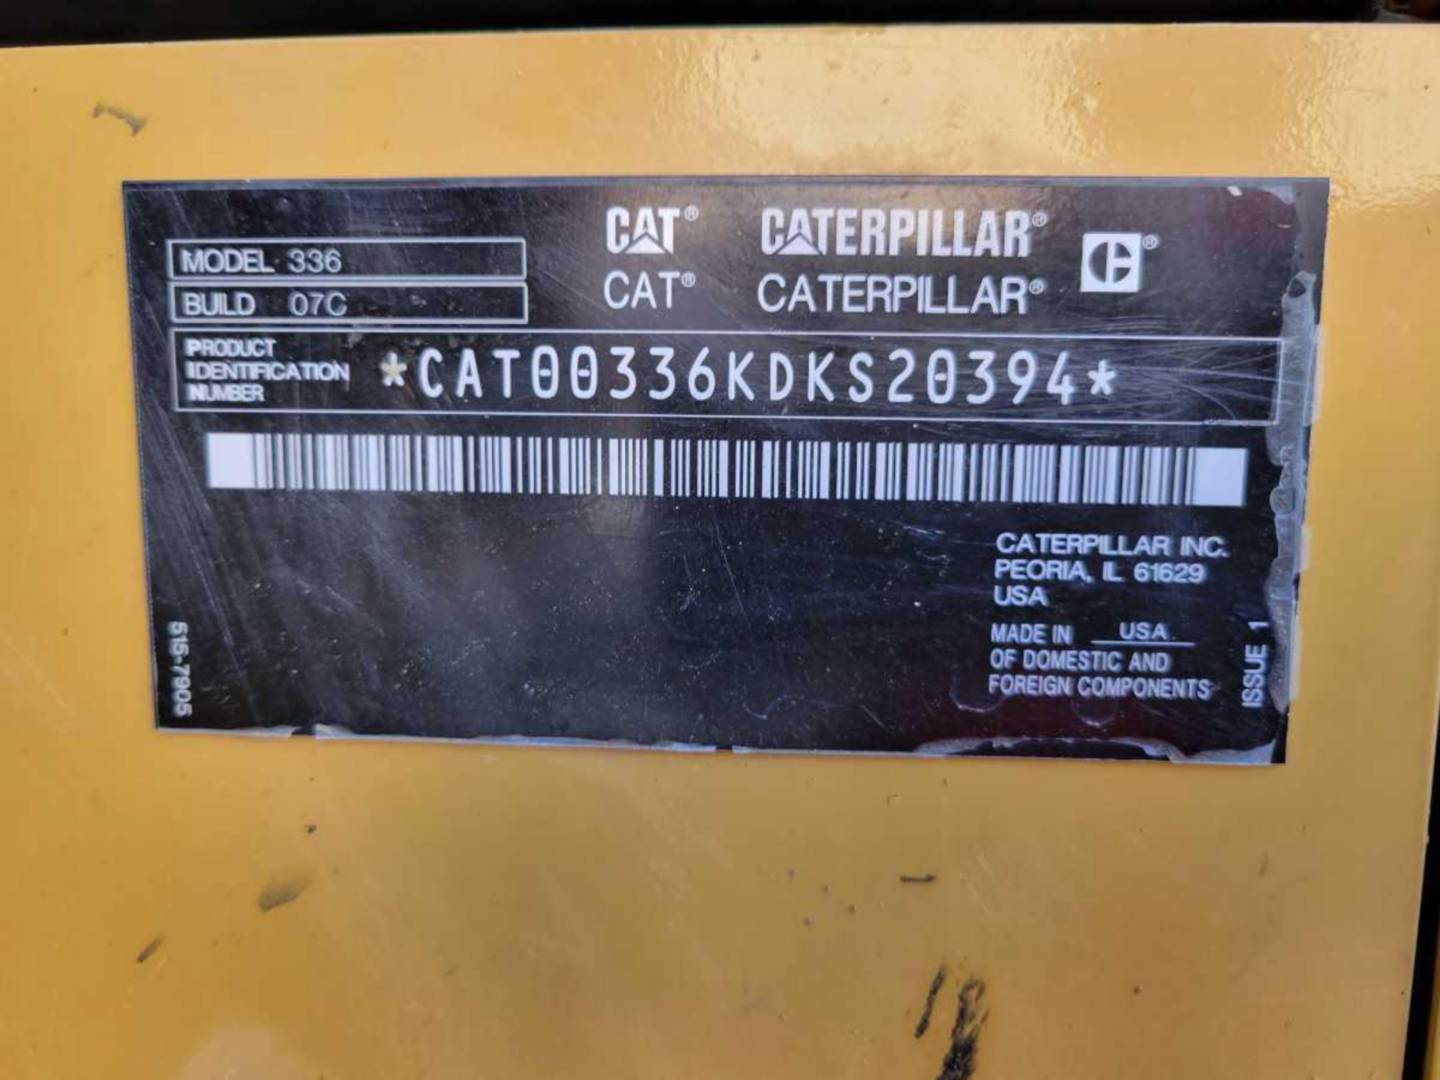 CAT® CATERPILLAR® C®
CAT® CATERPILLAR®
MODEL 336
BUILD 07C
PRODUCT IDENTIFICATION NUMBER *CAT00336KDKS20394*
CATERPILLAR INC.
PEORIA, IL 61629
USA
MADE IN USA
OF DOMESTIC AND
FOREIGN COMPONENTS
515-7905
ISSUE 1